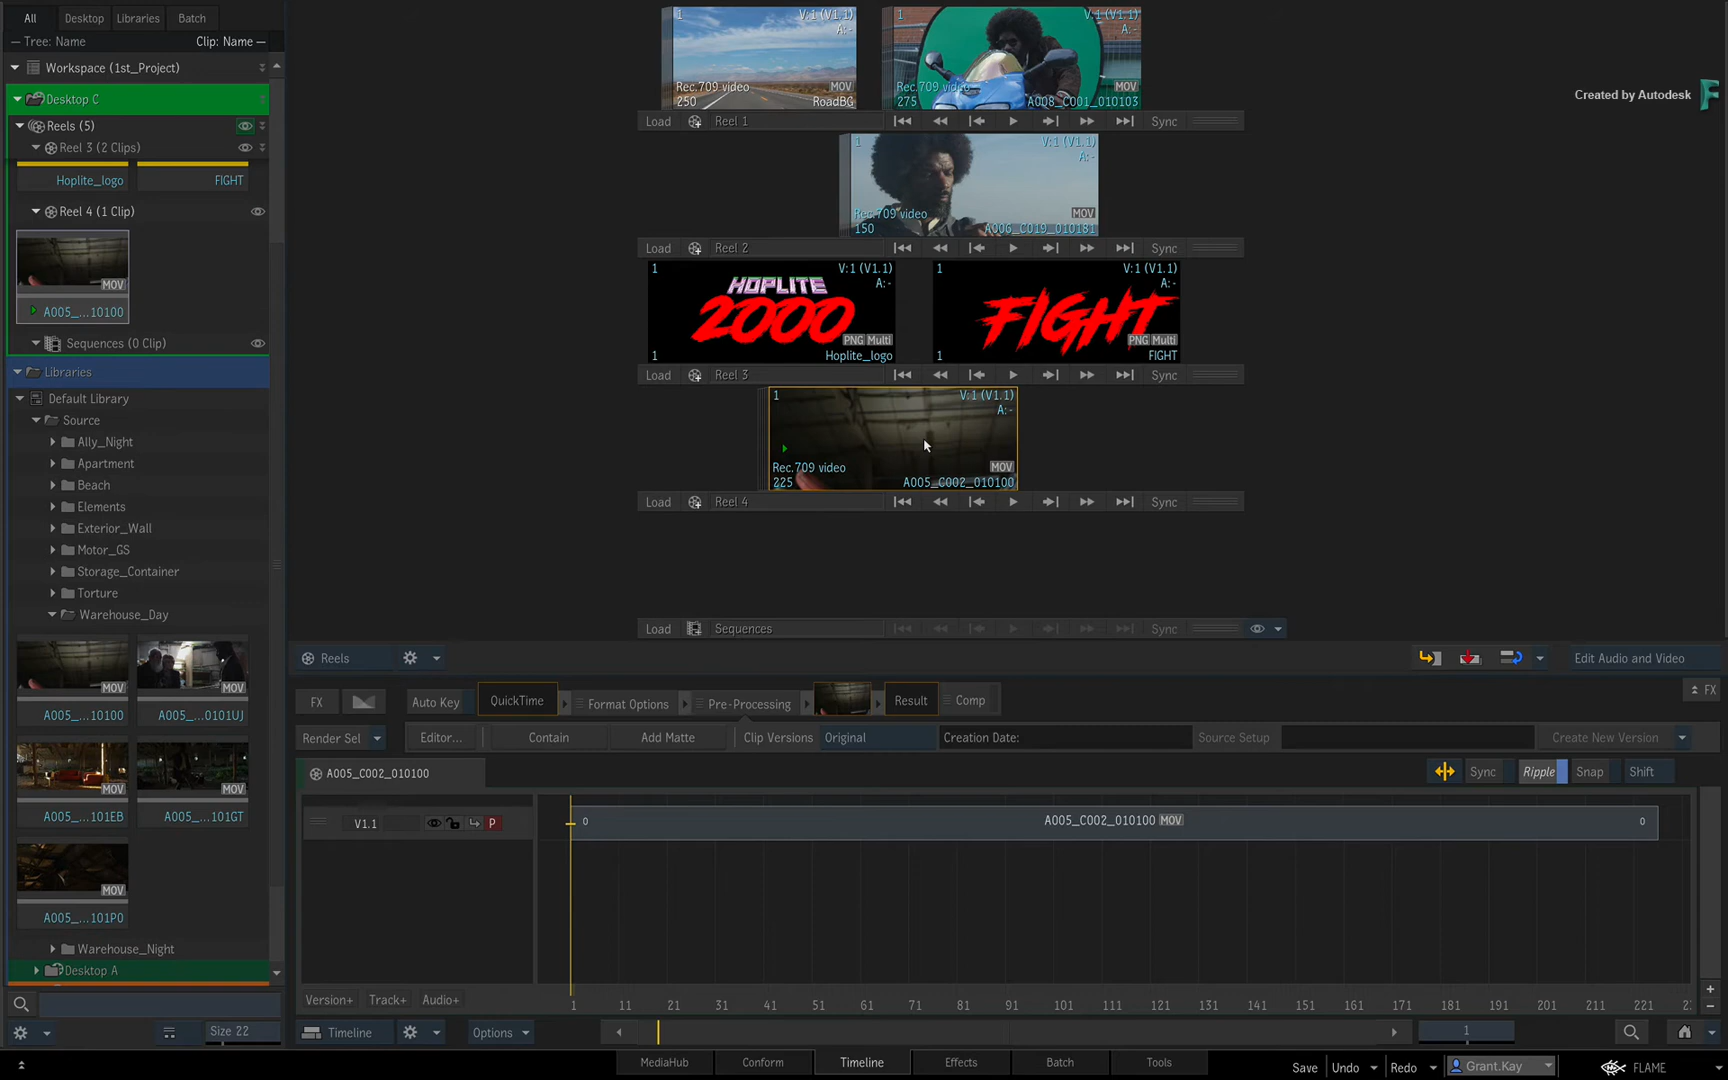 All Desktop Libraries Batch
Tree: Name Clip: Name
Workspace (1st_Project)
Desktop C
Reels (5)
Reel 3 (2 Clips)
Hoplite_logo FIGHT
Reel 4 (1 Clip)
MOV
A005_...10100
Sequences (0 Clip)
Libraries
Default Library
Source
Ally_Night
Apartment
Beach
Elements
Exterior_Wall
Motor_GS
Storage_Container
Torture
Warehouse_Day
MOV MOV
A005_...10100 A005_...0101UJ
MOV MOV
A005_...101EB A005_...101GT
MOV
A005_...101P0
Warehouse_Night
Desktop A
Size 22
1 V:1 (V1.1)
A:-
Rec.709 video MOV
250 RoadBG
1 V:1 (V1.1)
A:-
Rec.709 video MOV
275 A008_C001_010103
Load Reel 1 Sync
1 V:1 (V1.1)
A:-
Rec.709 video MOV
150 A006_C019_010181
Load Reel 2 Sync
1 V:1 (V1.1)
A:-
HOPLITE
2000
PNG Multi
1 Hoplite_logo
1 V:1 (V1.1)
A:-
FIGHT
PNG Multi
1 FIGHT
Load Reel 3 Sync
1 V:1 (V1.1)
A:-
Rec.709 video MOV
225 A005_C002_010100
Load Reel 4 Sync
Load Sequences Sync
Created by Autodesk
Reels Edit Audio and Video
FX Auto Key QuickTime Format Options Pre-Processing Result Comp FX
Render Sel Editor... Contain Add Matte Clip Versions Original Creation Date: Source Setup Create New Version
A005_C002_010100 Sync Ripple Snap Shift
V1.1 P 0 A005_C002_010100 MOV 0
Version+ Track+ Audio+ 1 11 21 31 41 51 61 71 81 91 101 111 121 131 141 151 161 171 181 191 201 211 221
Timeline Options 1
MediaHub Conform Timeline Effects Batch Tools Save Undo Redo Grant.Kay FLAME